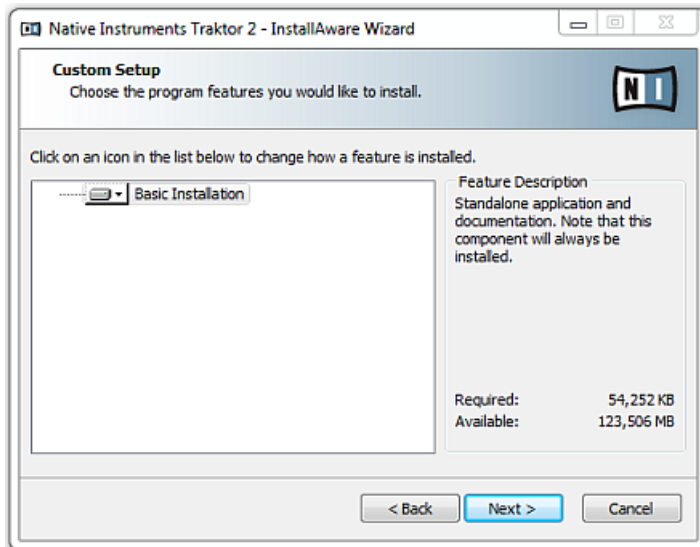 Native Instruments Traktor 2 - InstallAware Wizard
Custom Setup
Choose the program features you would like to install.
NI
Click on an icon in the list below to change how a feature is installed.
Basic Installation
Feature Description
Standalone application and
documentation. Note that this
component will always be
installed.
Required: 54,252 KB
Available: 123,506 MB
< Back Next > Cancel